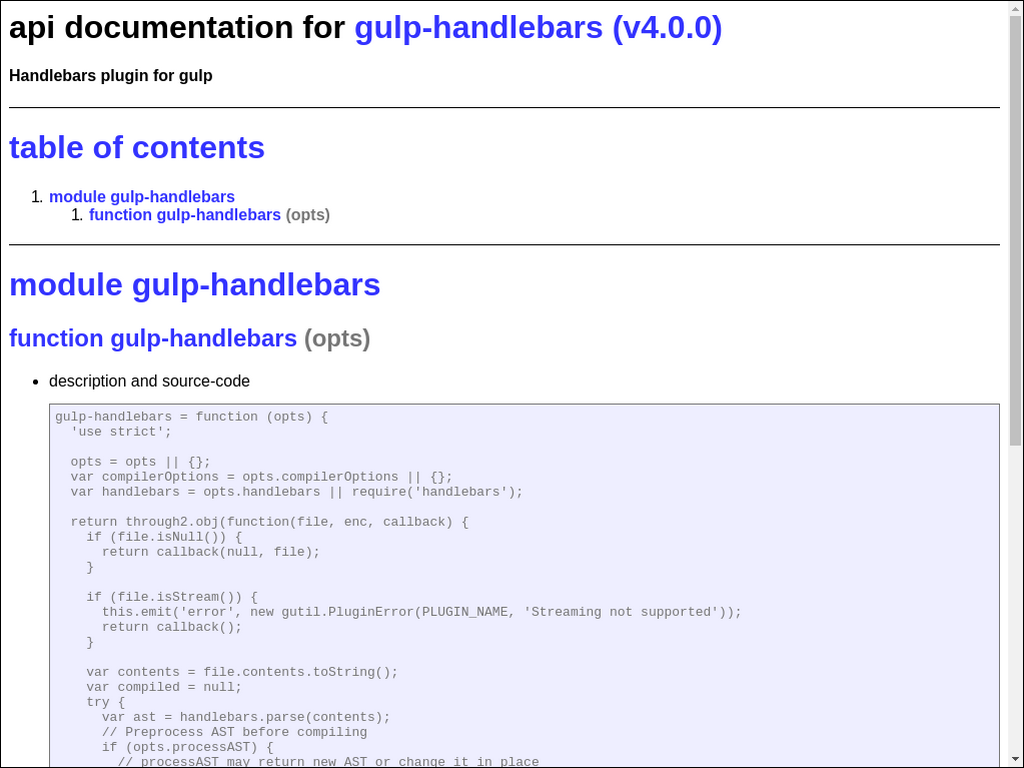 api documentation for gulp-handlebars (v4.0.0)
Handlebars plugin for gulp
table of contents
1. module gulp-handlebars
1. function gulp-handlebars (opts)
module gulp-handlebars
function gulp-handlebars (opts)
• description and source-code
gulp-handlebars = function (opts) {
  'use strict';

  opts = opts || {};
  var compilerOptions = opts.compilerOptions || {};
  var handlebars = opts.handlebars || require('handlebars');

  return through2.obj(function(file, enc, callback) {
    if (file.isNull()) {
      return callback(null, file);
    }

    if (file.isStream()) {
      this.emit('error', new gutil.PluginError(PLUGIN_NAME, 'Streaming not supported'));
      return callback();
    }

    var contents = file.contents.toString();
    var compiled = null;
    try {
      var ast = handlebars.parse(contents);
      // Preprocess AST before compiling
      if (opts.processAST) {
        // processAST may return new AST or change it in place